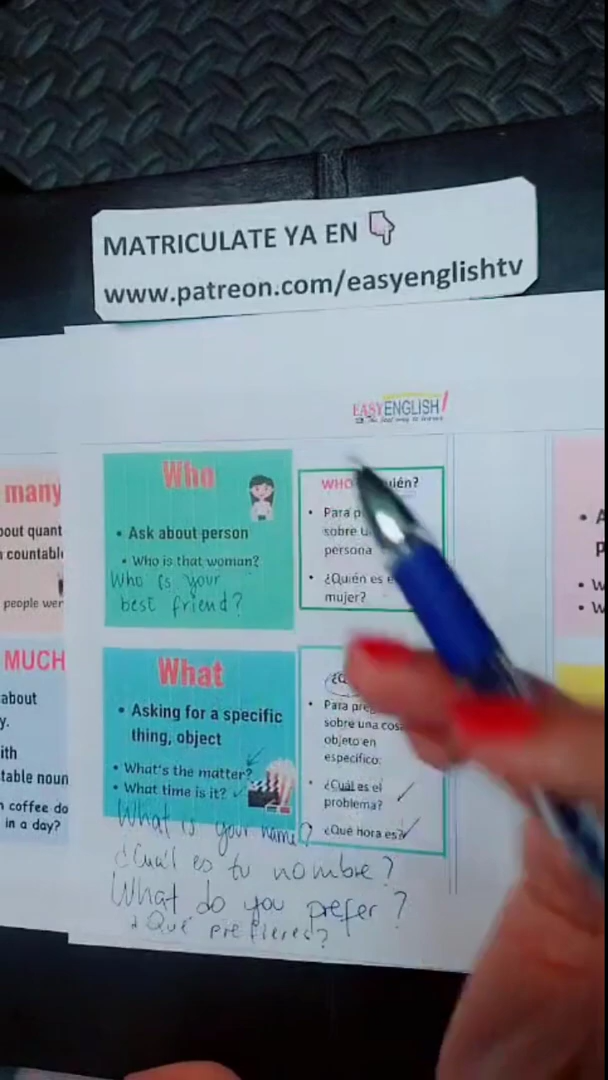 MATRICULATE YA EN
www.patreon.com/easyenglishtv
EASYENGLISH!
many
about quant
countabl
people wer
MUCH
about
y.
ith
table noun
coffee do
in a day?
Who
• Ask about person
• Who is that woman?
Who is your
best friend?
WHO uién?
• Para p
sobre u
persona
• ¿Quién es e
mujer?
What
• Asking for a specific
thing, object
• What's the matter?
• What time is it?
What is your name?
¿Cuál es tu nombre?
What do you prefer?
¿Qué prefieres?
• Para pre
sobre una cosa
objeto en
específico.
• ¿Cuál es el
problema?
• ¿Qué hora es?